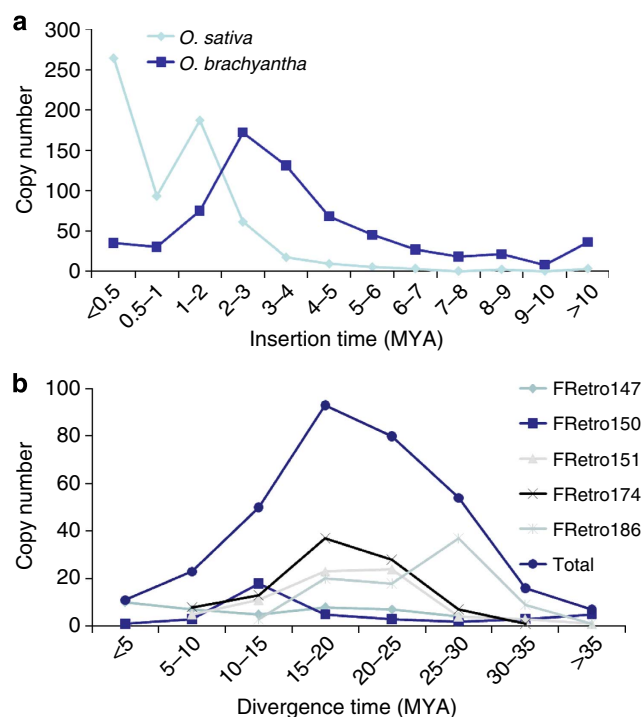 a
O. sativa
O. brachyantha
Copy number
300
250
200
150
100
50
0
<0.5
0.5–1
1–2
2–3
3–4
4–5
5–6
6–7
7–8
8–9
9–10
>10
Insertion time (MYA)
b
Copy number
100
80
60
40
20
0
<5
5–10
10–15
15–20
20–25
25–30
30–35
>35
Divergence time (MYA)
FRetro147
FRetro150
FRetro151
FRetro174
FRetro186
Total